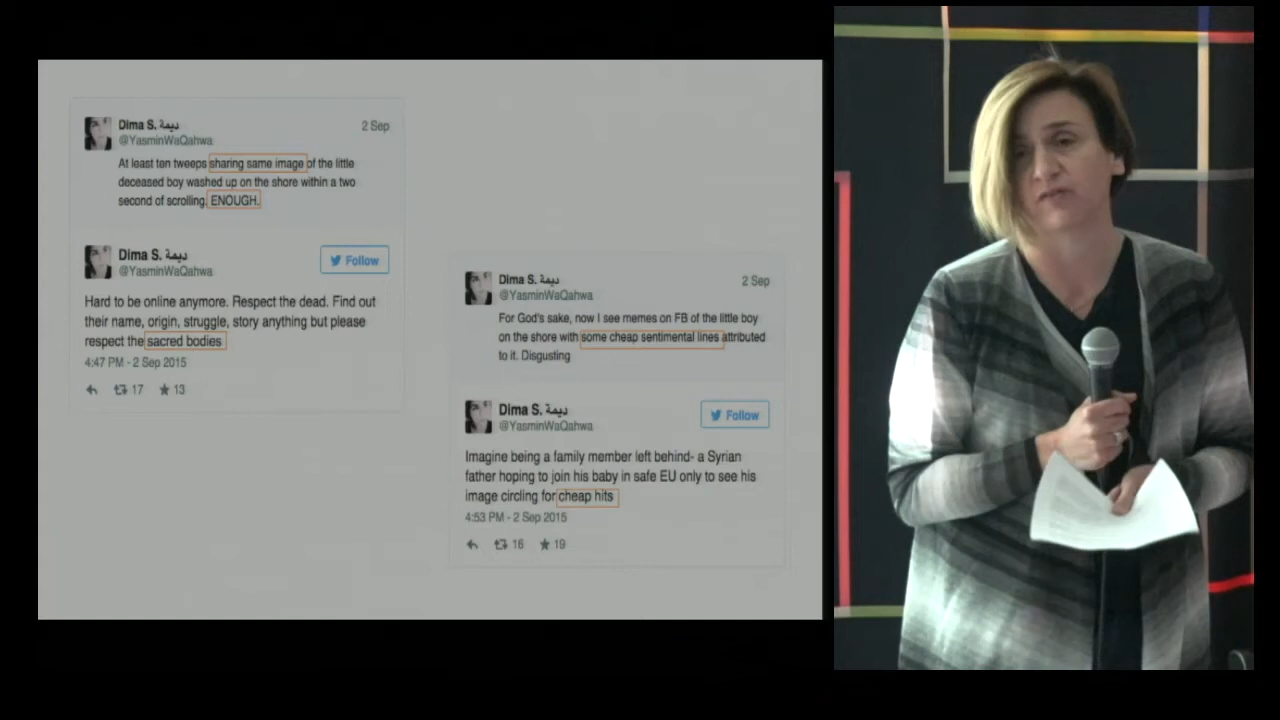 Dima S. ديمة
2 Sep
@YasminWaQahwa
At least ten tweeps sharing same image of the little
deceased boy washed up on the shore within a two
second of scrolling. ENOUGH.
Dima S. ديمة
Follow
@YasminWaQahwa
Hard to be online anymore. Respect the dead. Find out
their name, origin, struggle, story anything but please
respect the sacred bodies
4:47 PM - 2 Sep 2015
17
13
Dima S. ديمة
2 Sep
@YasminWaQahwa
For God's sake, now I see memes on FB of the little boy
on the shore with some cheap sentimental lines attributed
to it. Disgusting
Dima S. ديمة
Follow
@YasminWaQahwa
Imagine being a family member left behind- a Syrian
father hoping to join his baby in safe EU only to see his
image circling for cheap hits
4:53 PM - 2 Sep 2015
16
19